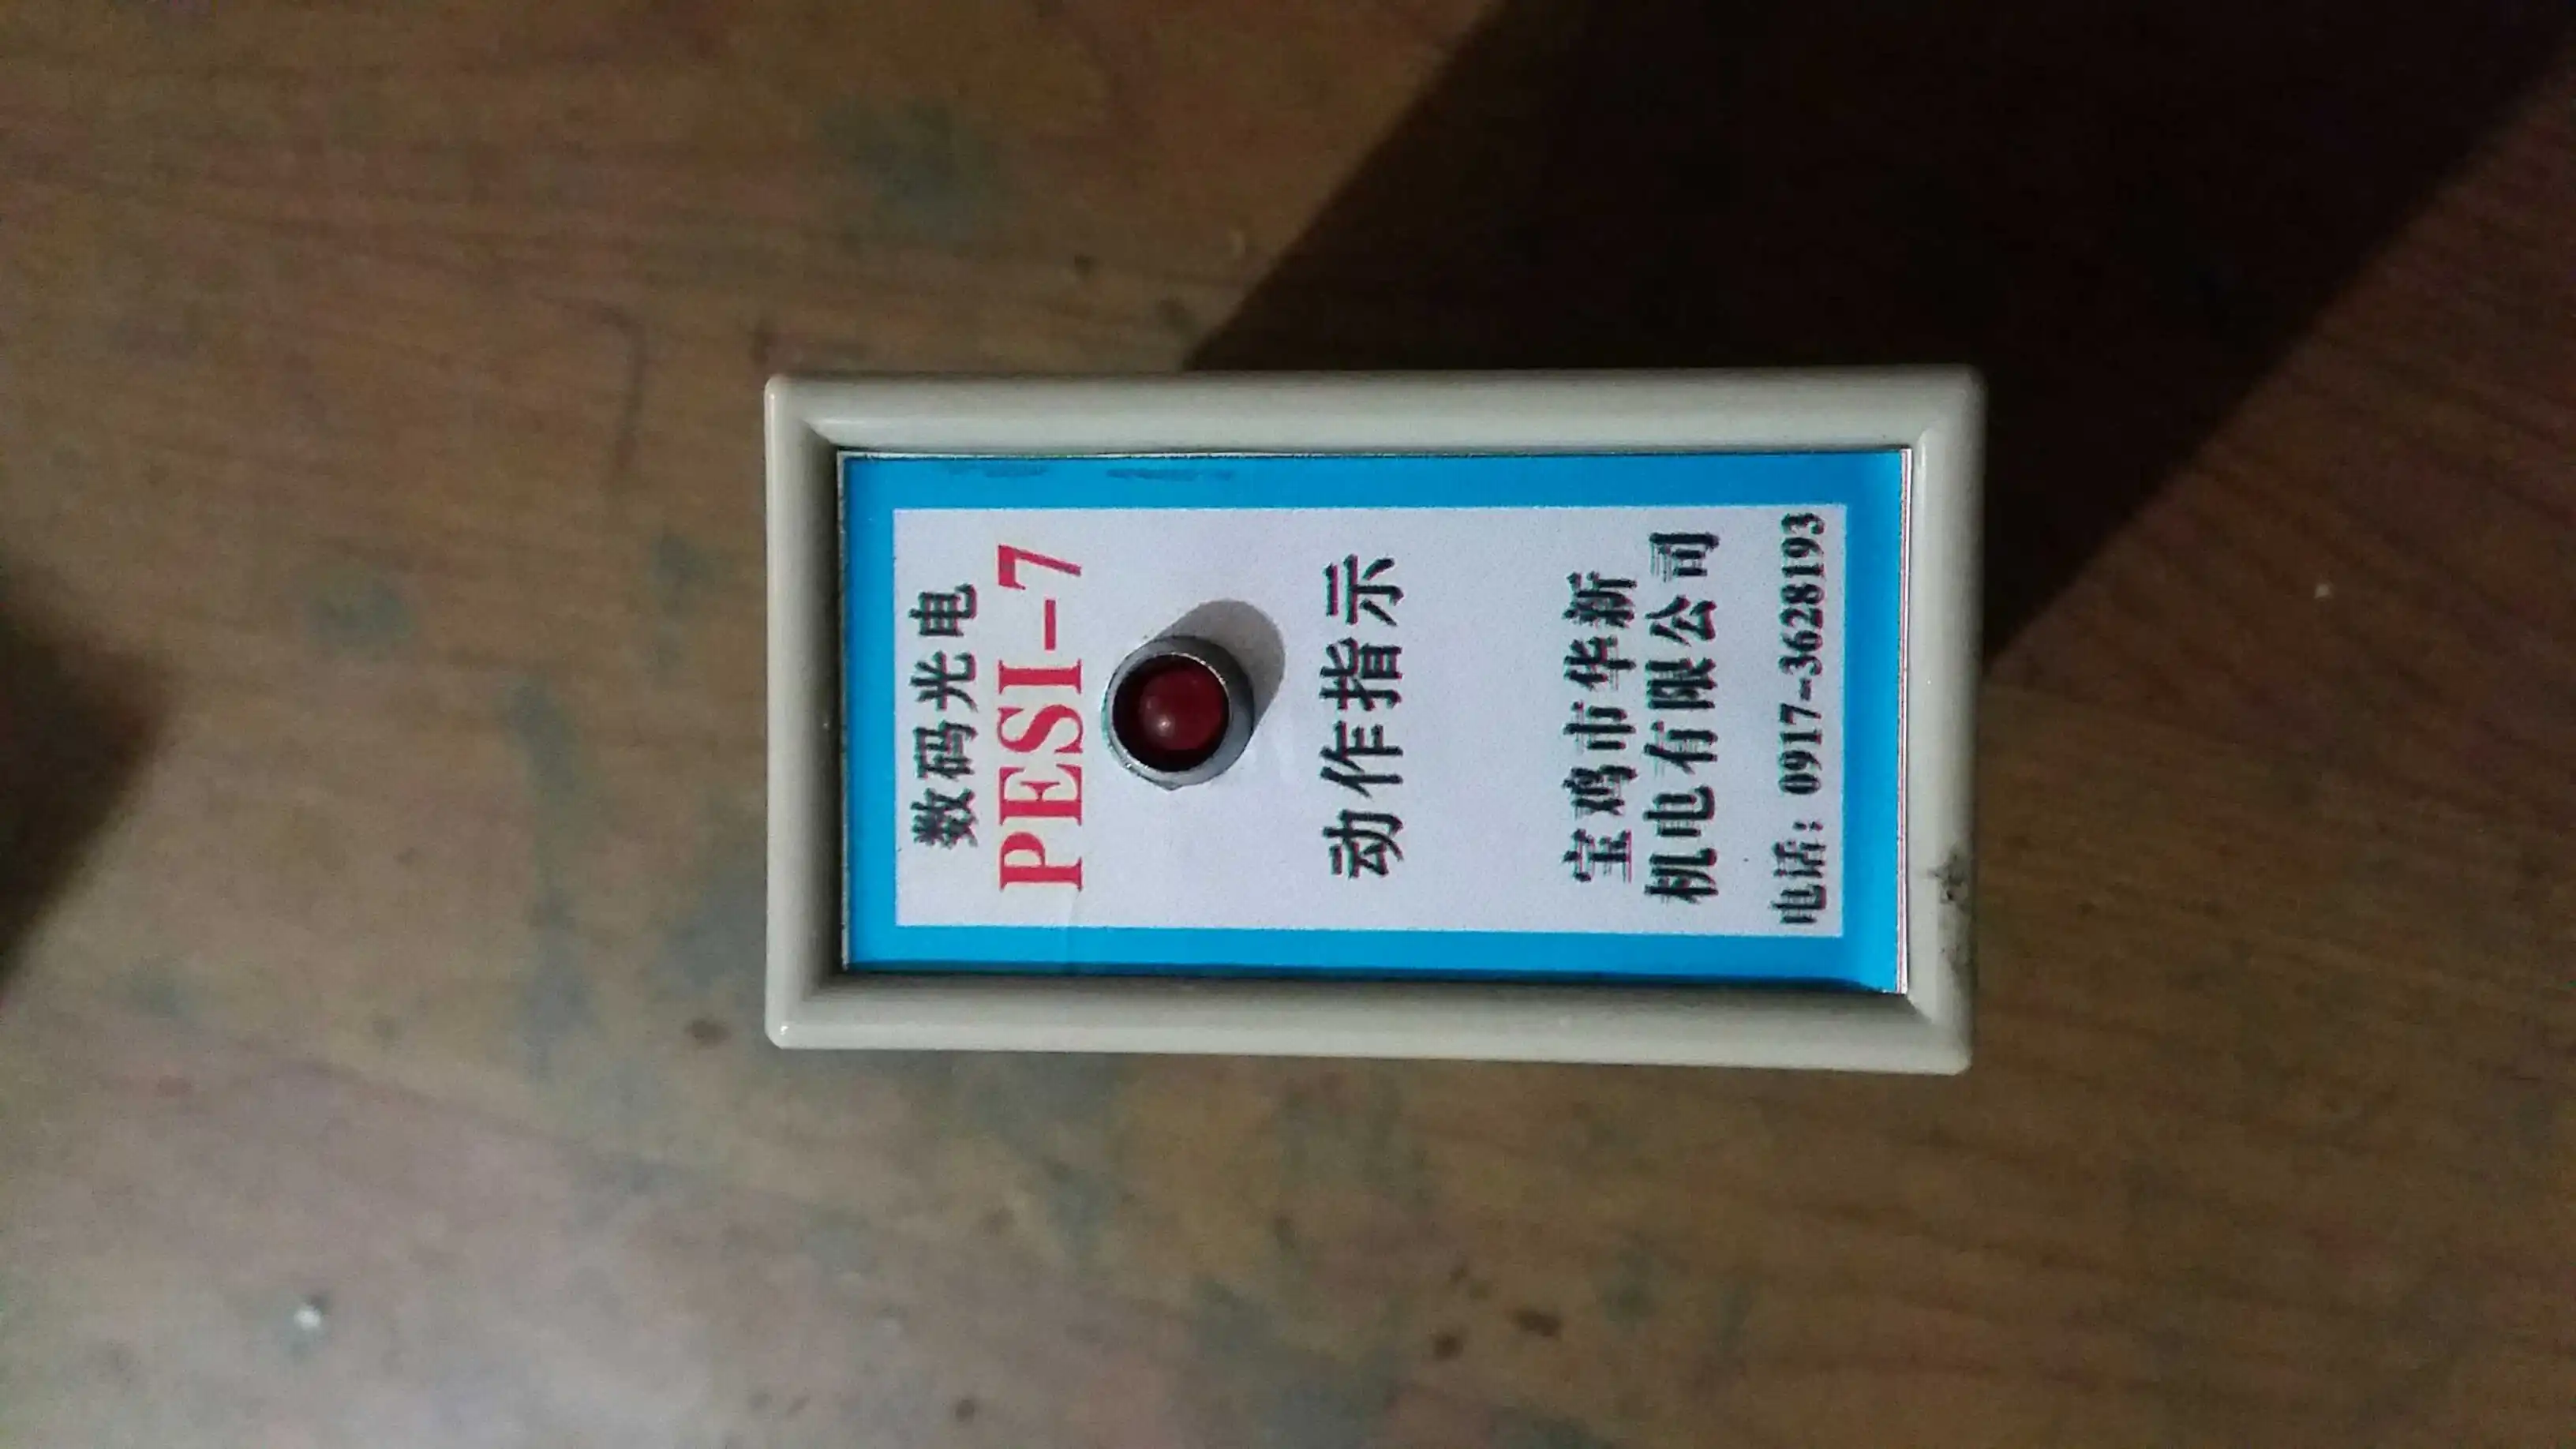 数码光电
PESI-7
动作指示
宝鸡市华新
机电有限公司
电话：0917-3628193